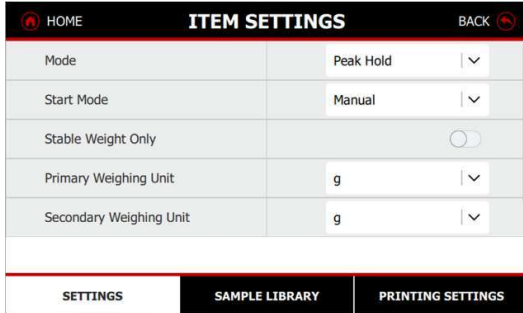 HOME ITEM SETTINGS BACK
Mode Peak Hold
Start Mode Manual
Stable Weight Only
Primary Weighing Unit g
Secondary Weighing Unit g
SETTINGS SAMPLE LIBRARY PRINTING SETTINGS